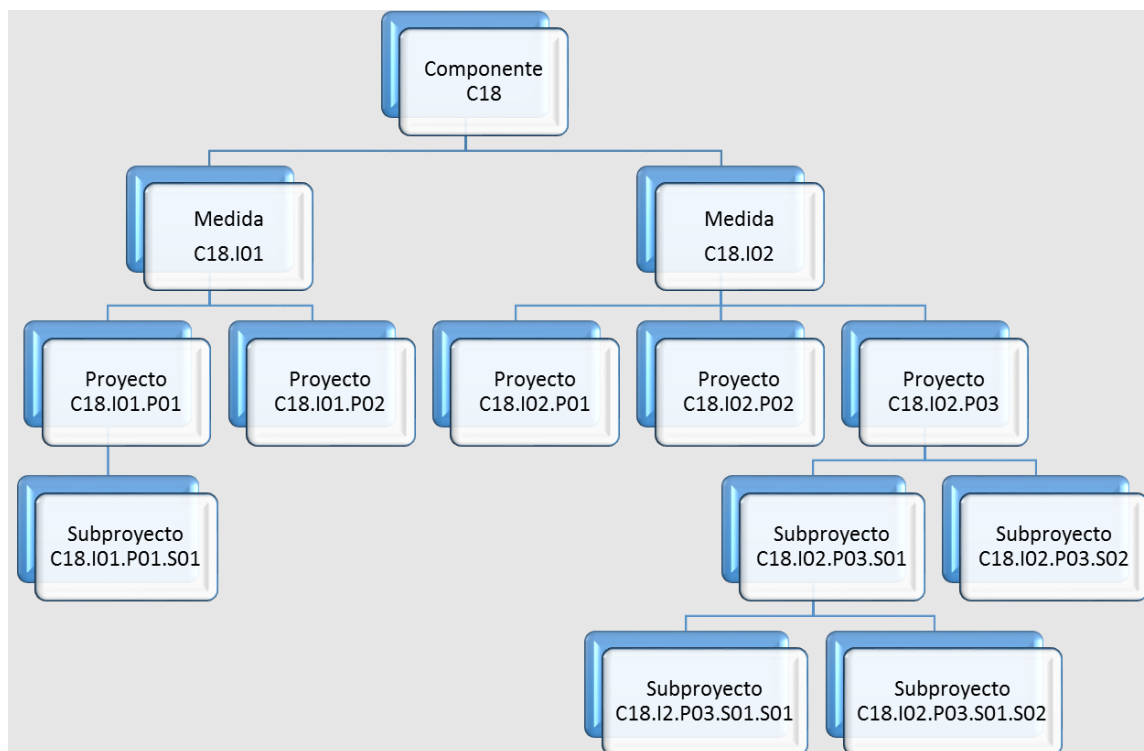 Componente
C18
Medida
C18.I01
Medida
C18.I02
Proyecto
C18.I01.P01
Proyecto
C18.I01.P02
Proyecto
C18.I02.P01
Proyecto
C18.I02.P02
Proyecto
C18.I02.P03
Subproyecto
C18.I01.P01.S01
Subproyecto
C18.I02.P03.S01
Subproyecto
C18.I02.P03.S02
Subproyecto
C18.I2.P03.S01.S01
Subproyecto
C18.I02.P03.S01.S02